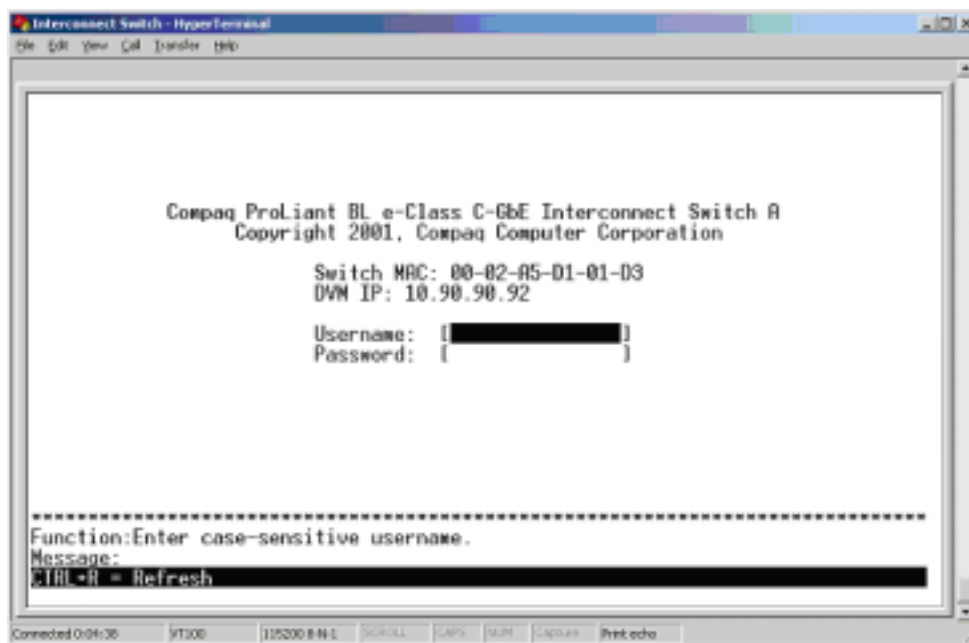 Interconnect Switch - HyperTerminal
File Edit View Call Transfer Help
Compaq ProLiant BL e-Class C-GbE Interconnect Switch A
Copyright 2001, Compaq Computer Corporation
Switch MAC: 00-02-A5-D1-01-D3
DVM IP: 10.90.90.92
Username: [ ]
Password: [ ]
*******************************************************************************
Function:Enter case-sensitive username.
Message:
CTRL+R = Refresh
Connected 0:04:38 VT100 115200 8-N-1 SCROLL CAPS NUM Capture Print echo